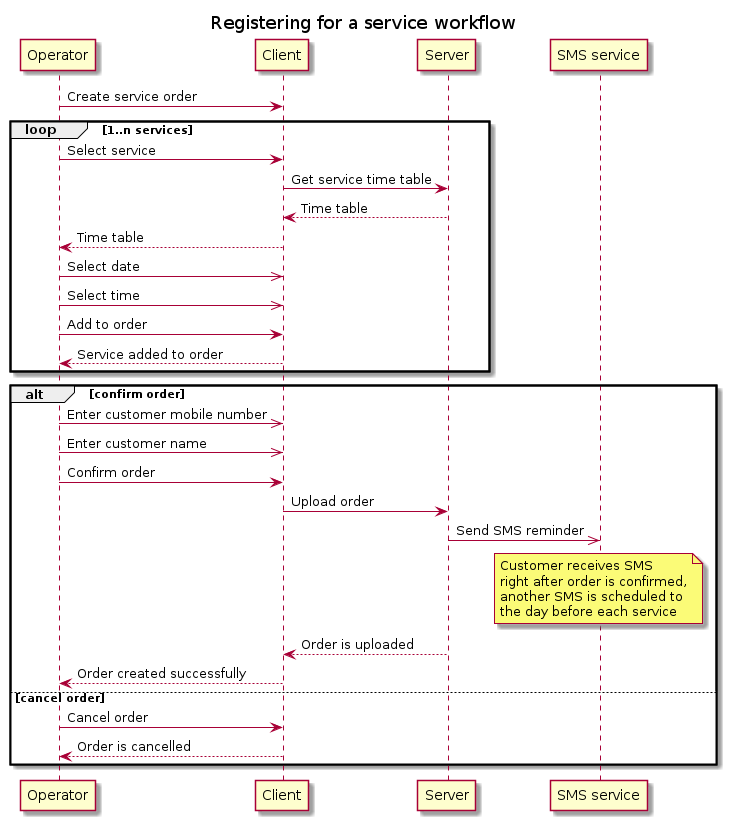 Registering for a service workflow
Operator Client Server SMS service
Create service order
loop [1..n services]
Select service
Get service time table
Time table
Time table
Select date
Select time
Add to order
Service added to order
alt [confirm order]
Enter customer mobile number
Enter customer name
Confirm order
Upload order
Send SMS reminder
Customer receives SMS
right after order is confirmed,
another SMS is scheduled to
the day before each service
Order is uploaded
Order created successfully
[cancel order]
Cancel order
Order is cancelled
Operator Client Server SMS service